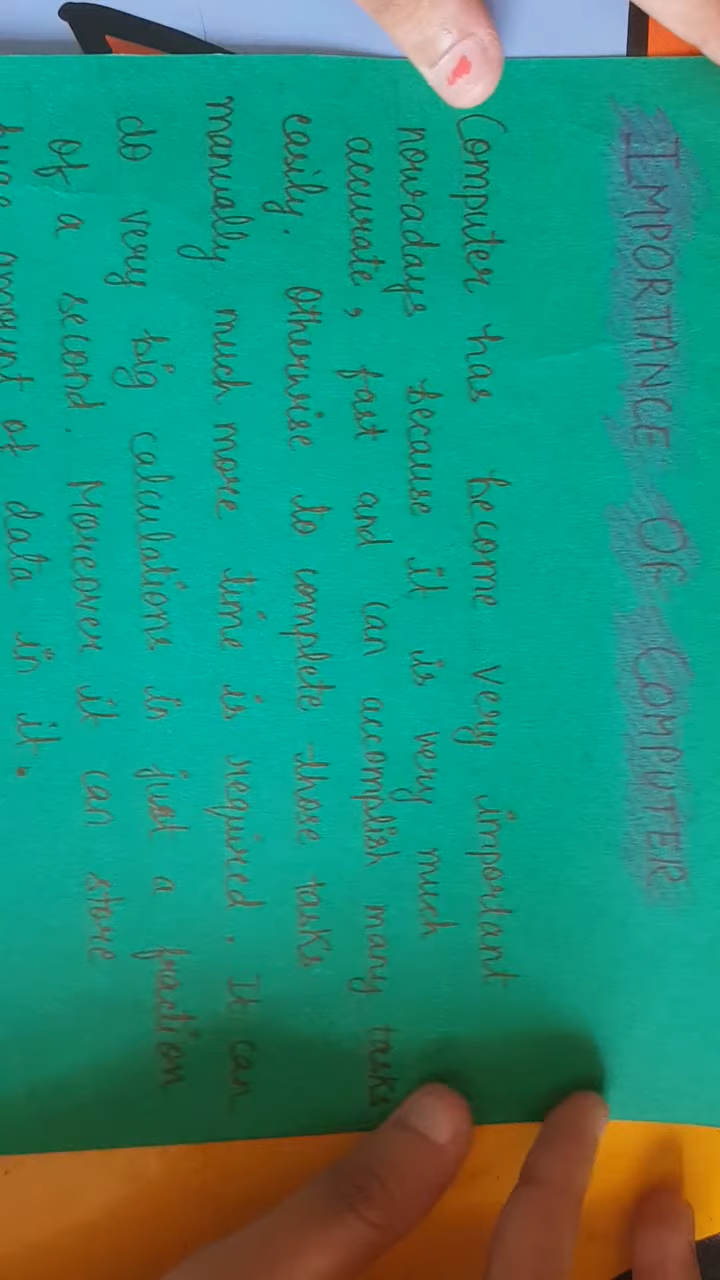 IMPORTANCE OF COMPUTER
Computer has become very important
nowadays because it is very much
accurate, fast and can accomplish many tasks
easily. Otherwise to complete those tasks
manually much more time is required. It can
do very big calculations in just a fraction
of a second. Moreover it can store
huge amount of data in it.